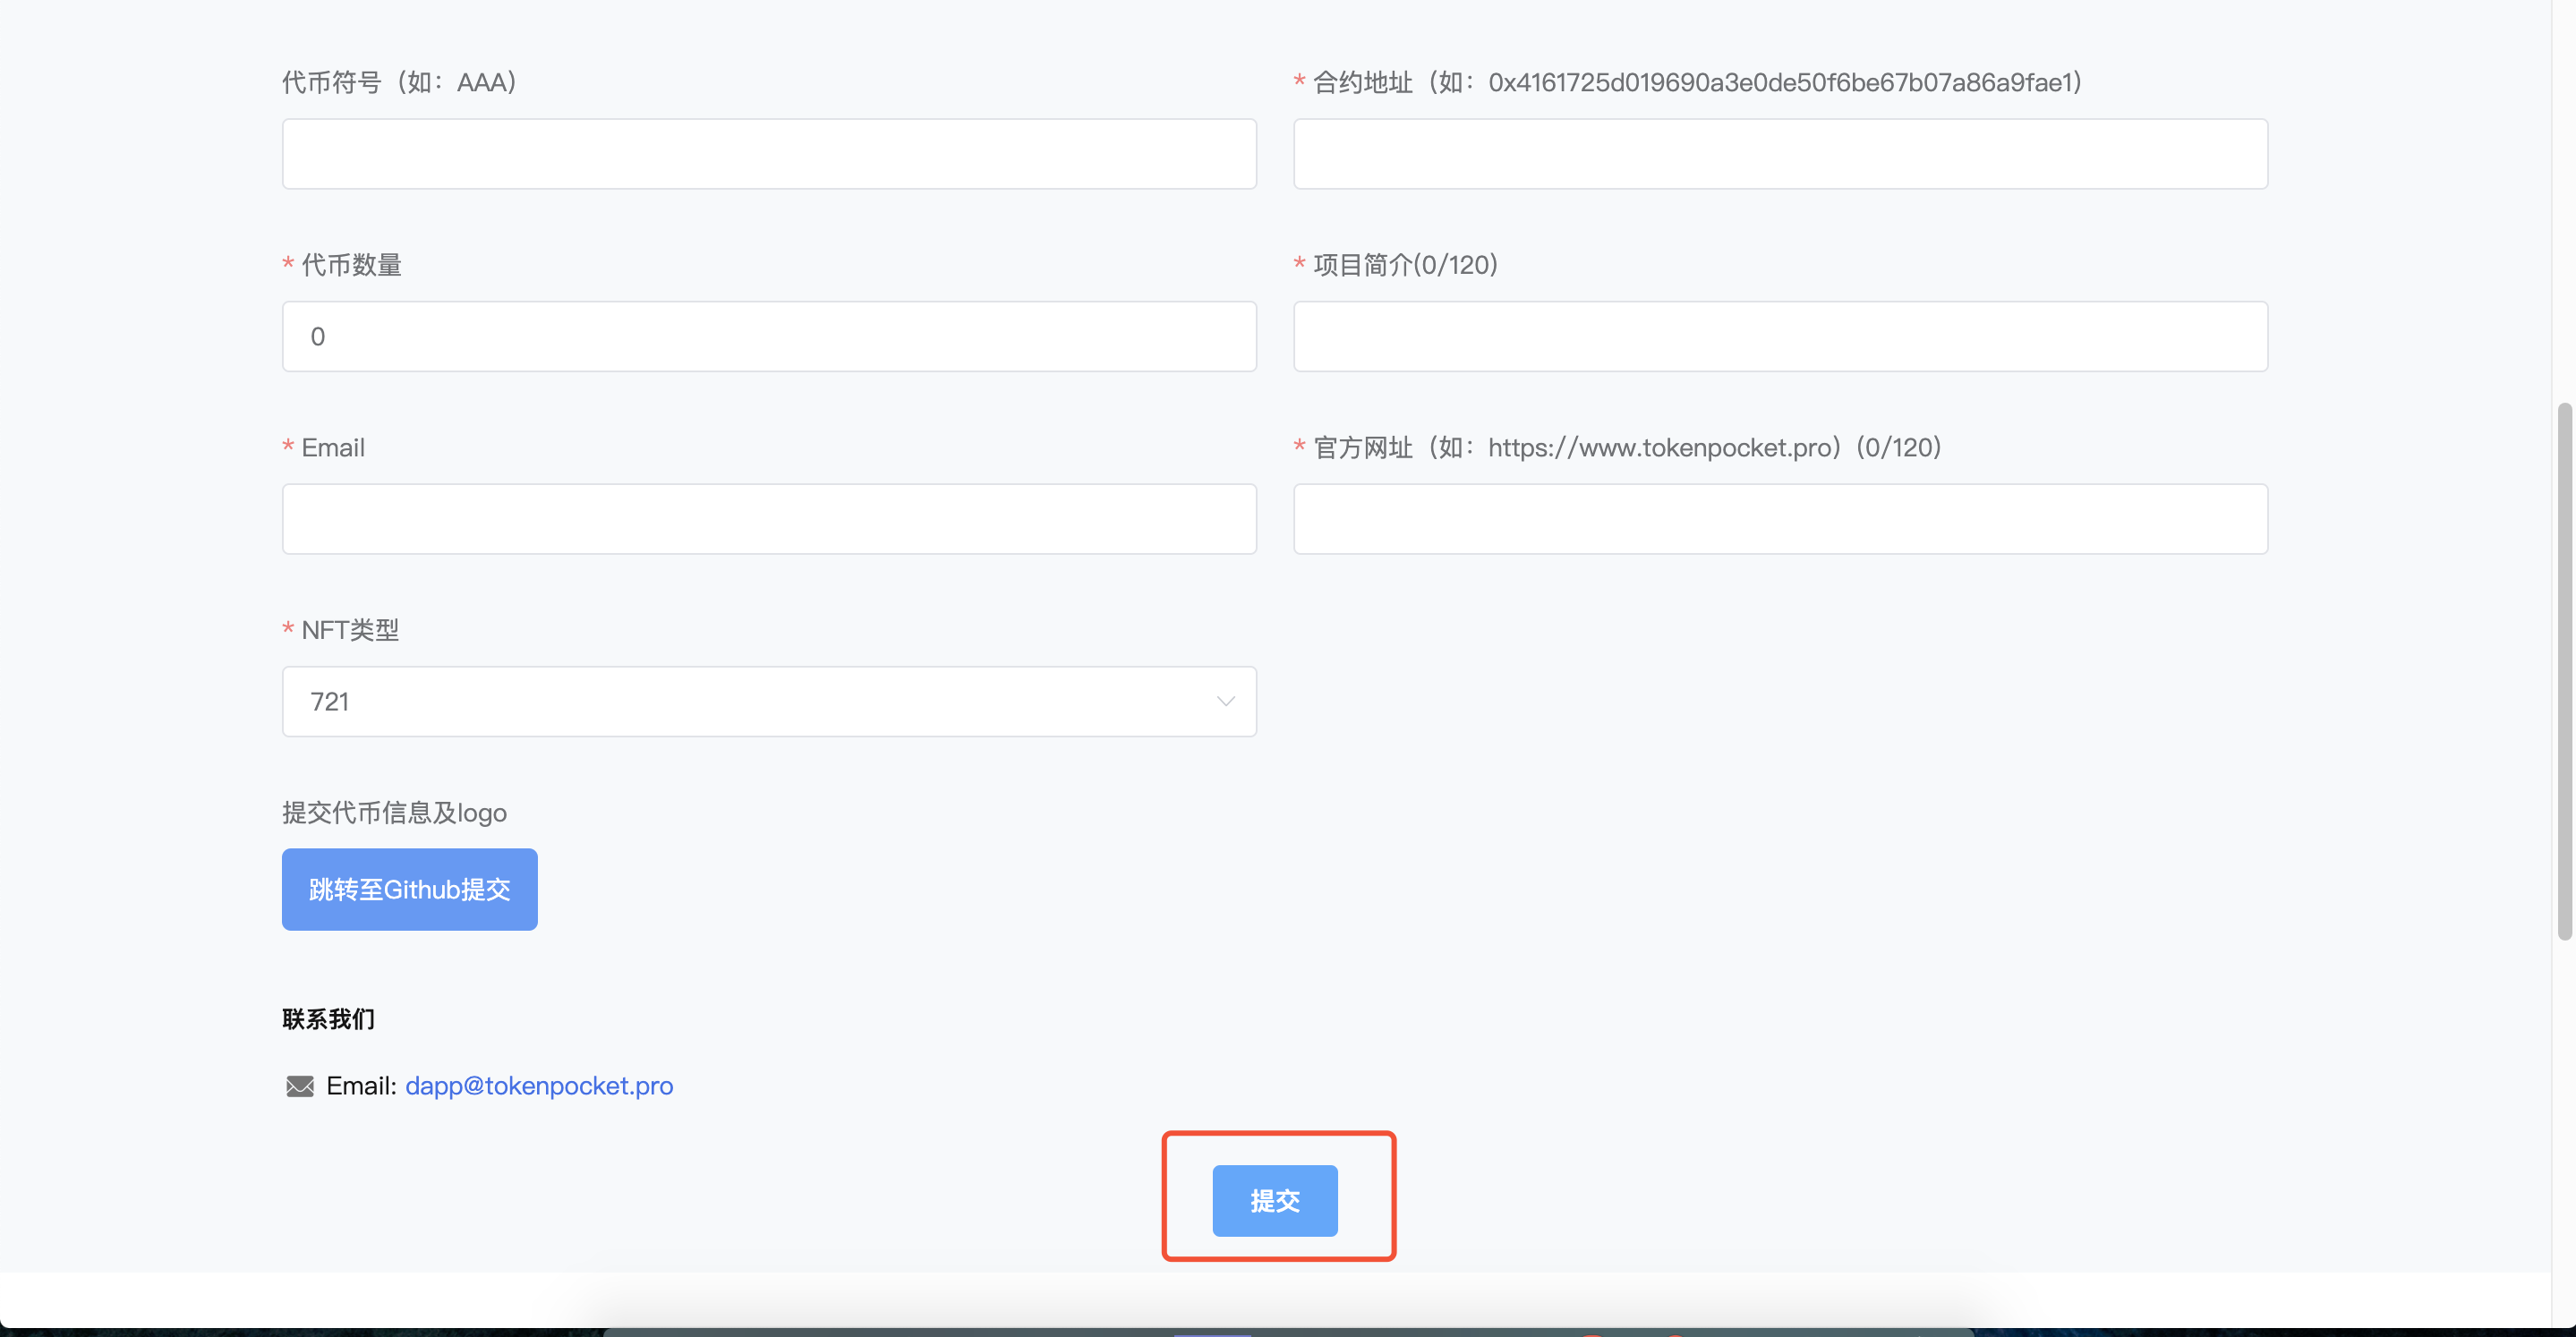 代币符号（如：AAA）
* 合约地址（如：0x4161725d019690a3e0de50f6be67b07a86a9fae1）
* 代币数量
* 项目简介(0/120)
0
* Email
* 官方网址（如：https://www.tokenpocket.pro）(0/120)
* NFT类型
721
提交代币信息及logo
跳转至Github提交
联系我们
Email: dapp@tokenpocket.pro
提交